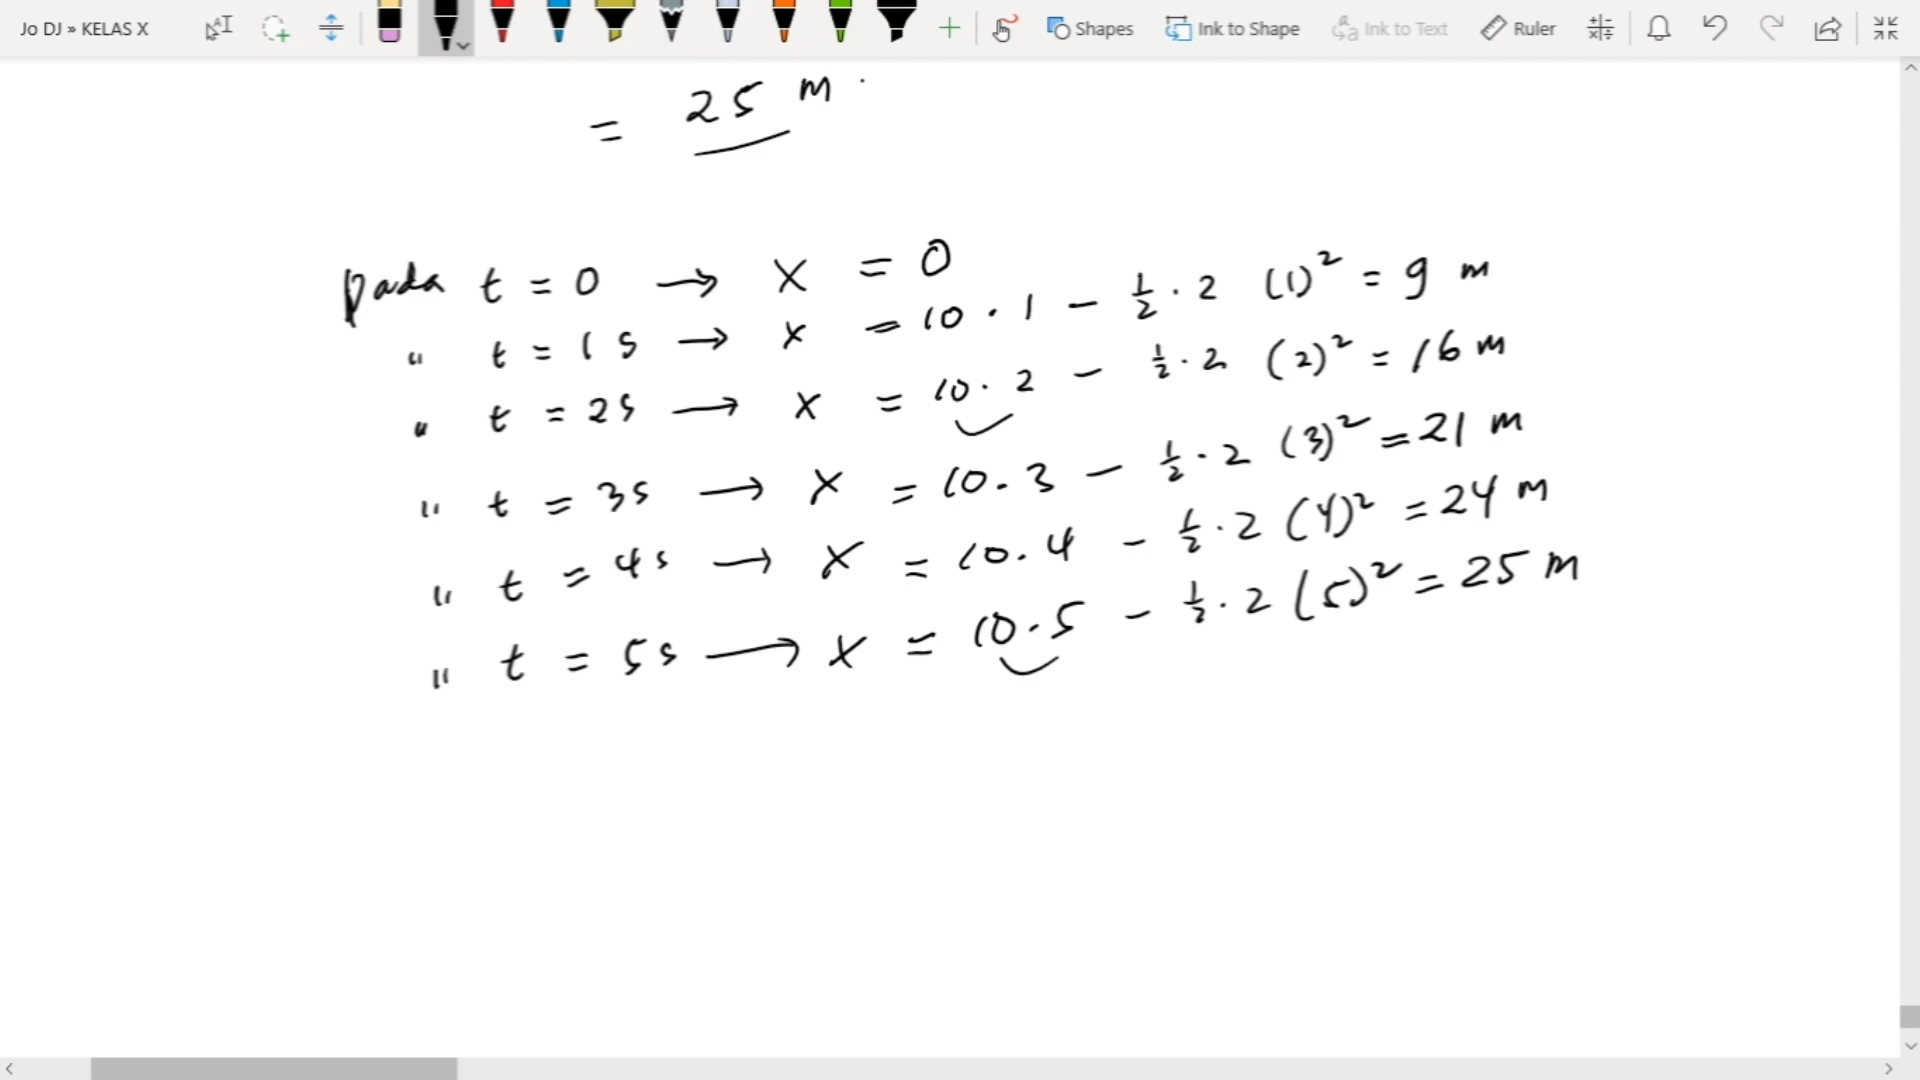 Jo DJ » KELAS X
Shapes
Ink to Shape
Ink to Text
Ruler
= 25 m
Pada t = 0 → X = 0
" t = 1 s → x = 10 . 1 - 1/2 . 2 (1)² = 9 m
" t = 2 s → x = 10 . 2 - 1/2 . 2 (2)² = 16 m
" t = 3 s → x = 10 . 3 - 1/2 . 2 (3)² = 21 m
" t = 4 s → x = 10 . 4 - 1/2 . 2 (4)² = 24 m
" t = 5 s → x = 10 . 5 - 1/2 . 2 (5)² = 25 m